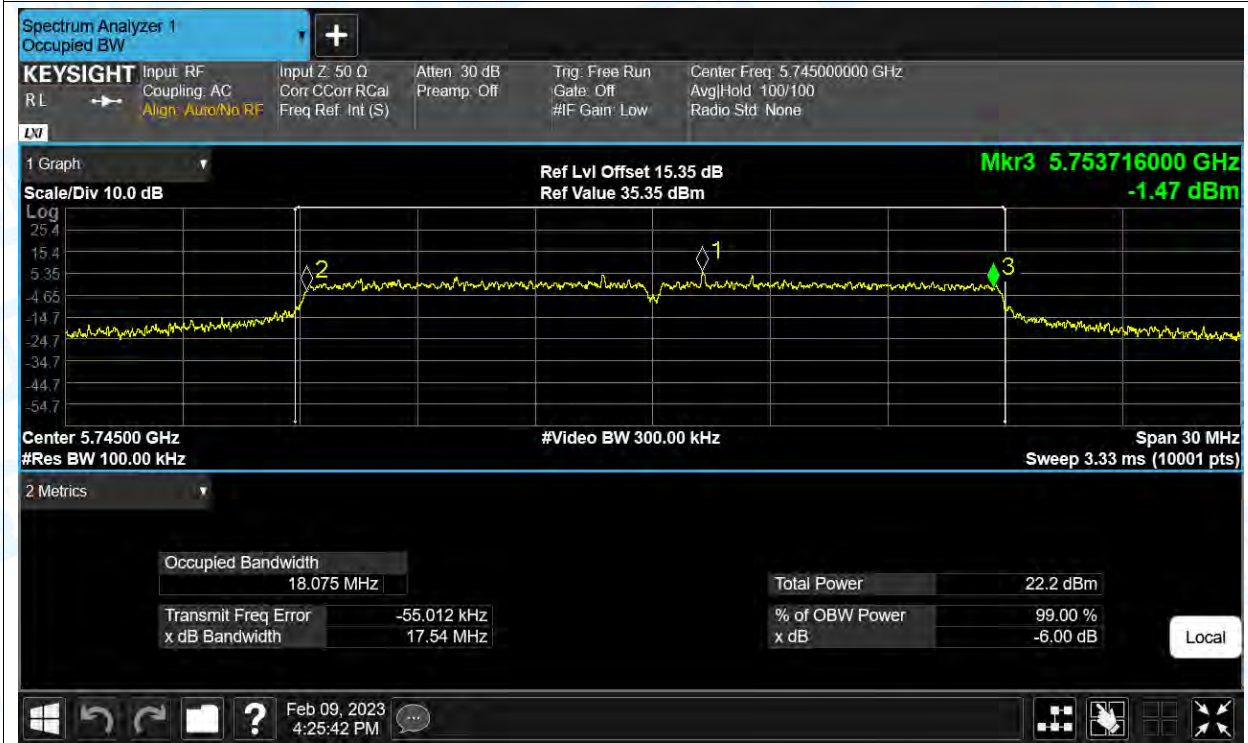 Spectrum Analyzer 1
Occupied BW
KEYSIGHT
RL
LXI
Input: RF
Coupling: AC
Align: Auto/No RF
Input Z: 50 Ω
Corr CCorr RCal
Freq Ref: Int (S)
Atten: 30 dB
Preamp: Off
Trig: Free Run
Gate: Off
#IF Gain: Low
Center Freq: 5.745000000 GHz
Avg|Hold: 100/100
Radio Std: None
1 Graph
Scale/Div 10.0 dB
Ref Lvl Offset 15.35 dB
Ref Value 35.35 dBm
Mkr3 5.753716000 GHz
-1.47 dBm
Log
25.4
15.4
5.35
-4.65
-14.7
-24.7
-34.7
-44.7
-54.7
1
2
3
Center 5.74500 GHz
#Res BW 100.00 kHz
#Video BW 300.00 kHz
Span 30 MHz
Sweep 3.33 ms (10001 pts)
2 Metrics
Occupied Bandwidth
18.075 MHz
Transmit Freq Error -55.012 kHz
x dB Bandwidth 17.54 MHz
Total Power 22.2 dBm
% of OBW Power 99.00 %
x dB -6.00 dB
Local
?
Feb 09, 2023
4:25:42 PM